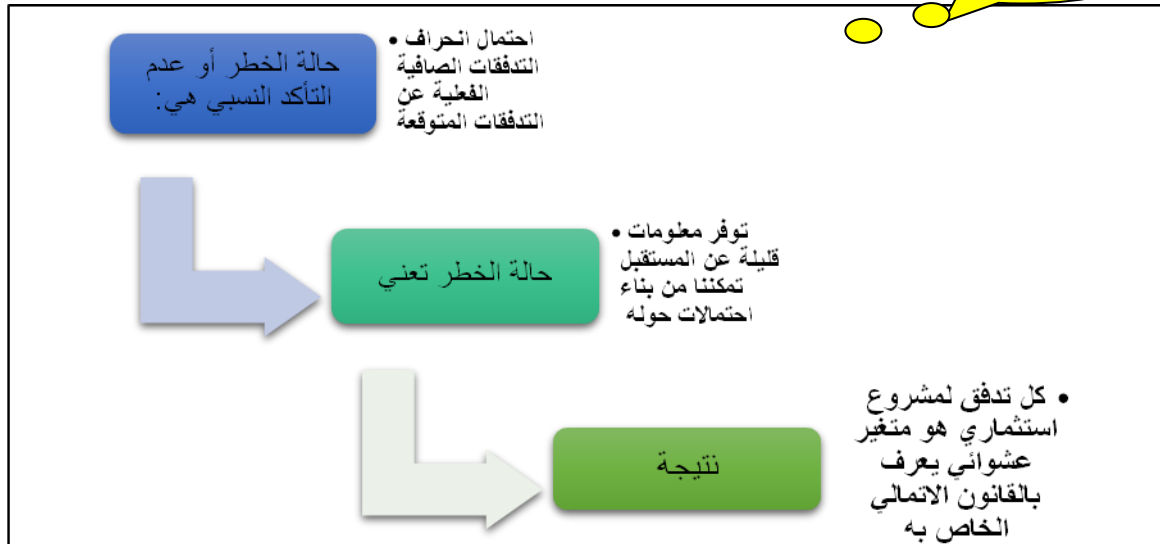 حالة الخطر أو عدم
التأكد النسبي هي:
• احتمال انحراف
التدفقات الصافية
الفعلية عن
التدفقات المتوقعة
حالة الخطر تعني
• توفر معلومات
قليلة عن المستقبل
تمكننا من بناء
احتمالات حوله
نتيجة
• كل تدفق لمشروع
استثماري هو متغير
عشوائي يعرف
بالقانون الاتمالي
الخاص به